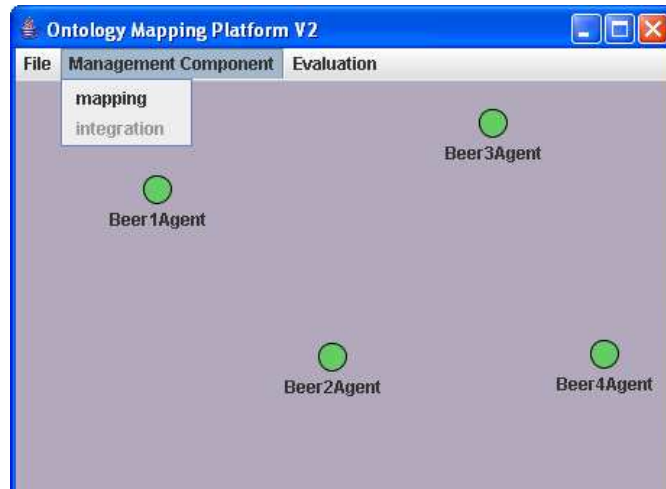 Ontology Mapping Platform V2
File Management Component Evaluation
mapping
integration
Beer3Agent
Beer1Agent
Beer2Agent
Beer4Agent